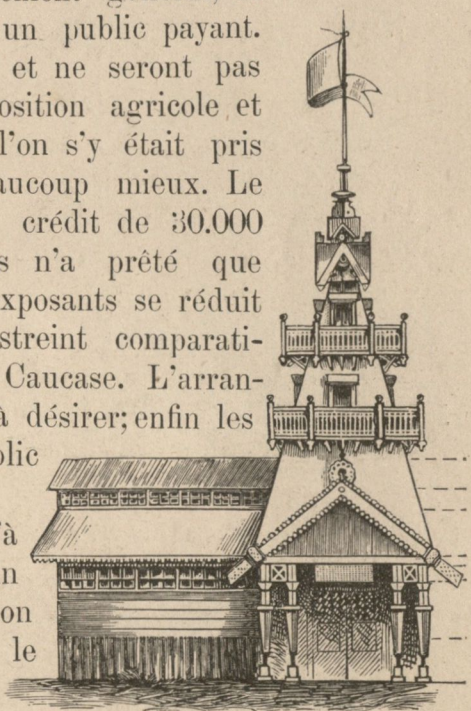 un public payant.
et ne seront pas
osition agricole et
l'on s'y était pris
aucoup mieux. Le
crédit de 30.000
s n'a prêté que
xposants se réduit
streint comparati-
Caucase. L'arran-
à désirer; enfin les
olic
'à
n
on
le